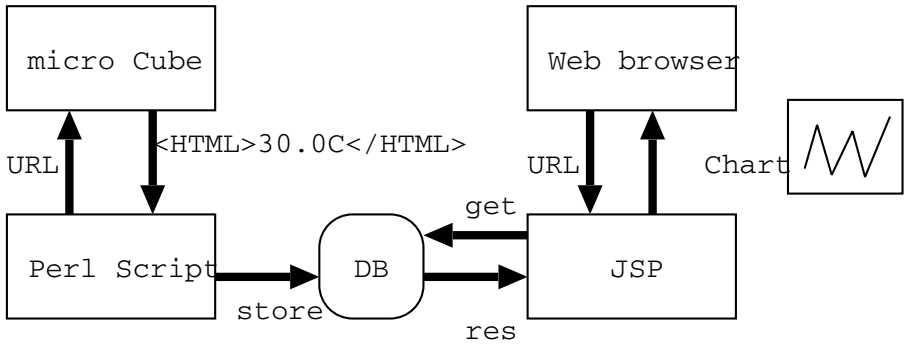 micro Cube
Web browser
<HTML>30.0C</HTML>
URL
URL
Chart
get
Perl Script
DB
JSP
store
res